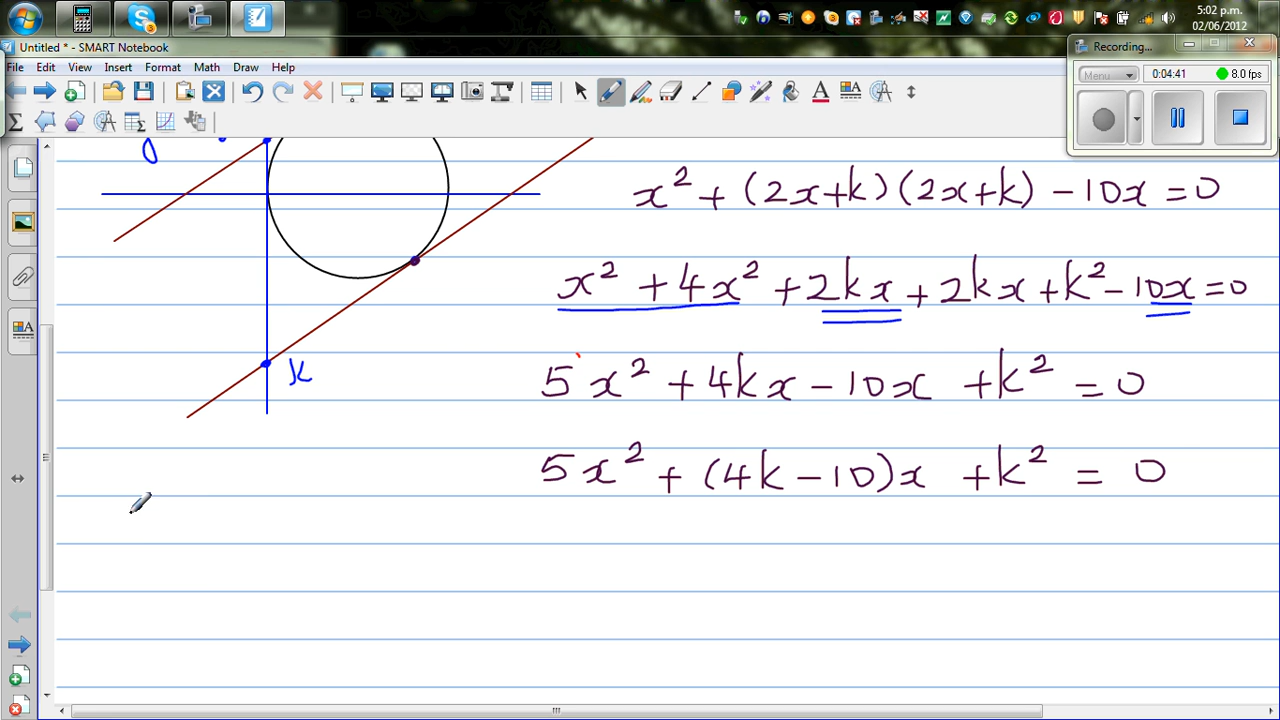 5:02 p.m.
02/06/2012
Untitled * - SMART Notebook
File Edit View Insert Format Math Draw Help
Recording...
Menu
0:04:41
8.0 fps
x² + (2x+k)(2x+k) - 10x = 0
x² + 4x² + 2kx + 2kx + k² - 10x = 0
k
5x² + 4kx - 10x + k² = 0
5x² + (4k - 10)x + k² = 0